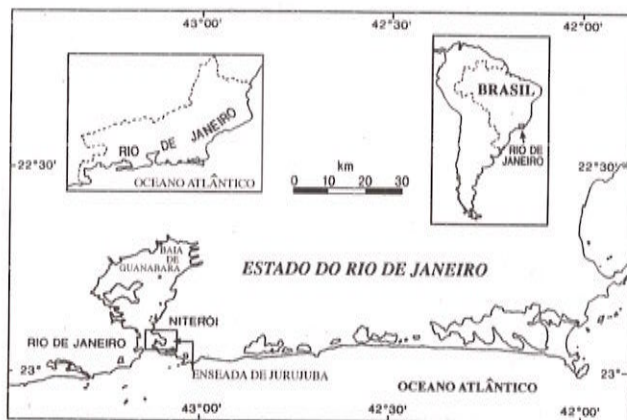 43°00'
42°30'
42°00'
BRASIL
RIO DE
JANEIRO
RIO DE JANEIRO
OCEANO ATLÂNTICO
km
0 10 20 30
22°30'
22°30'
BAIA
DE
GUANABARA
ESTADO DO RIO DE JANEIRO
NITERÓI
RIO DE JANEIRO
ENSEADA DE JURUJUBA
OCEANO ATLÂNTICO
23°
23°
43°00'
42°30'
42°00'